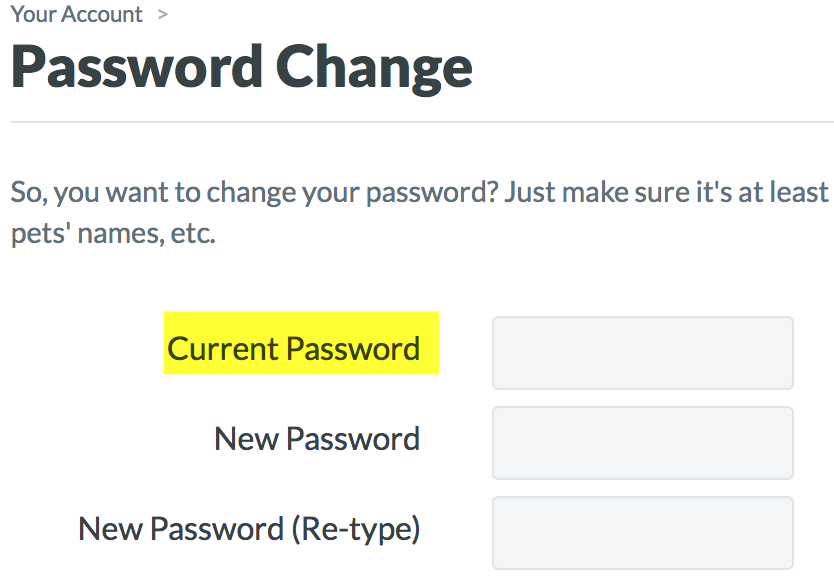 Your Account >
Password Change
So, you want to change your password? Just make sure it's at least
pets' names, etc.
Current Password
New Password
New Password (Re-type)